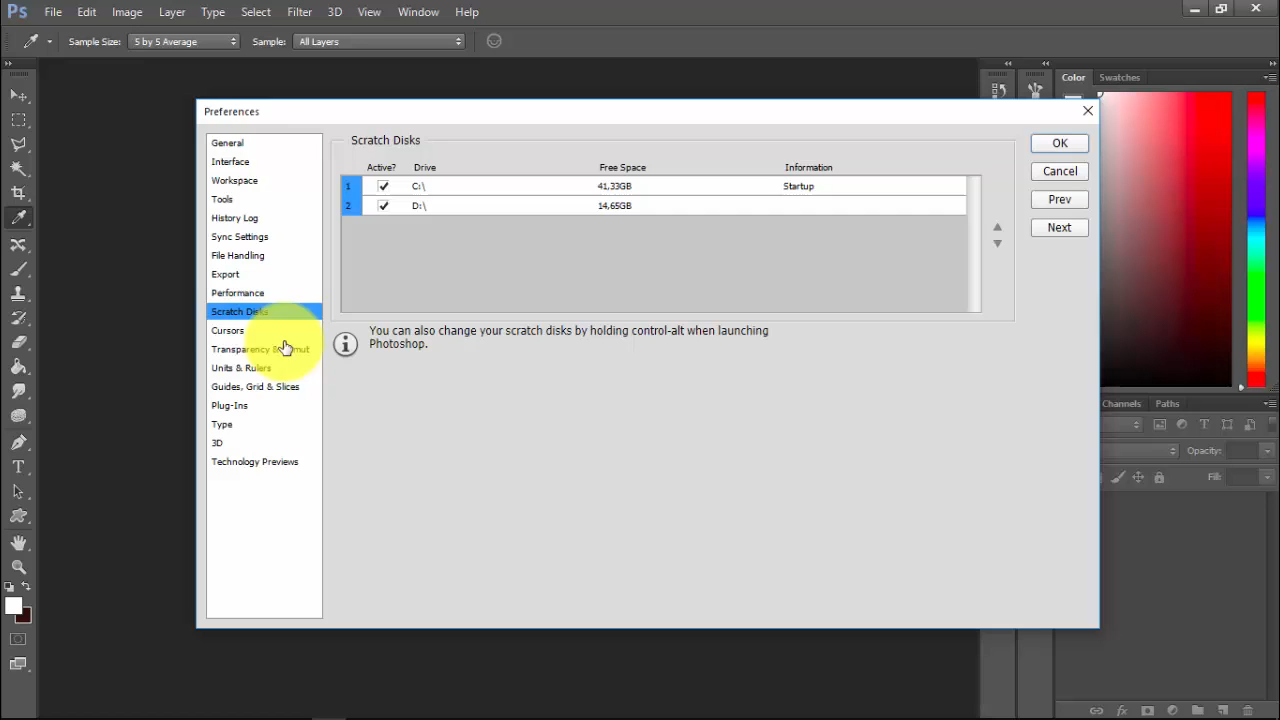 Ps File Edit Image Layer Type Select Filter 3D View Window Help
Sample Size: 5 by 5 Average Sample: All Layers
Color Swatches
Preferences
General
Interface
Workspace
Tools
History Log
Sync Settings
File Handling
Export
Performance
Scratch Disks
Cursors
Transparency & Gamut
Units & Rulers
Guides, Grid & Slices
Plug-Ins
Type
3D
Technology Previews
Scratch Disks
Active? Drive Free Space Information
1 C:\ 41,33GB Startup
2 D:\ 14,65GB
You can also change your scratch disks by holding control-alt when launching
Photoshop.
OK
Cancel
Prev
Next
Channels Paths
Opacity:
Fill: